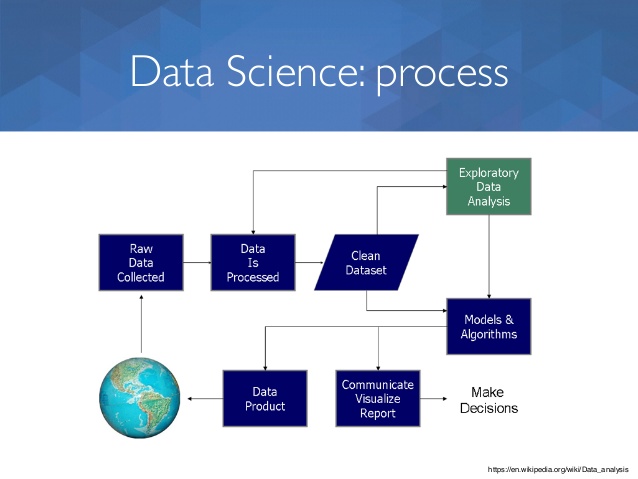 Data Science: process
Exploratory
Data
Analysis
Raw
Data
Collected
Data
Is
Processed
Clean
Dataset
Models &
Algorithms
Data
Product
Communicate
Visualize
Report
Make
Decisions
https://en.wikipedia.org/wiki/Data_analysis